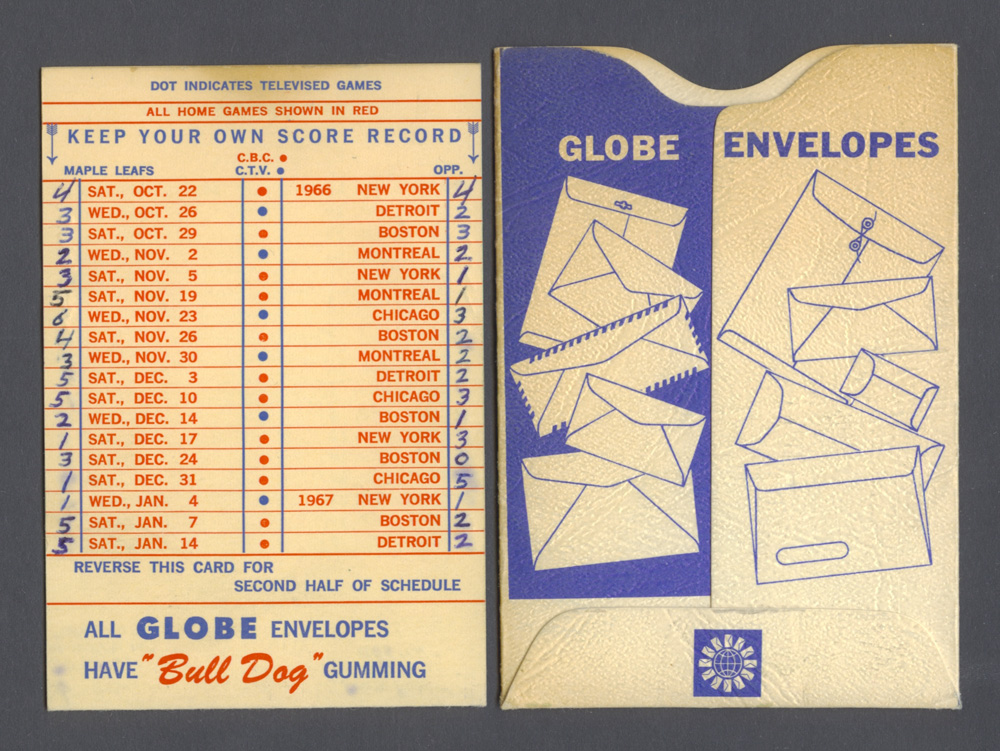 DOT INDICATES TELEVISED GAMES
ALL HOME GAMES SHOWN IN RED
KEEP YOUR OWN SCORE RECORD
C.B.C. •
MAPLE LEAFS C.T.V. • OPP.
4 SAT., OCT. 22 • 1966 NEW YORK 4
3 WED., OCT. 26 • DETROIT 2
3 SAT., OCT. 29 • BOSTON 3
2 WED., NOV. 2 • MONTREAL 2
3 SAT., NOV. 5 • NEW YORK 1
5 SAT., NOV. 19 • MONTREAL 1
6 WED., NOV. 23 • CHICAGO 3
4 SAT., NOV. 26 • BOSTON 2
3 WED., NOV. 30 • MONTREAL 2
5 SAT., DEC. 3 • DETROIT 2
5 SAT., DEC. 10 • CHICAGO 3
2 WED., DEC. 14 • BOSTON 1
1 SAT., DEC. 17 • NEW YORK 3
3 SAT., DEC. 24 • BOSTON 0
1 SAT., DEC. 31 • CHICAGO 5
1 WED., JAN. 4 • 1967 NEW YORK 1
5 SAT., JAN. 7 • BOSTON 2
5 SAT., JAN. 14 • DETROIT 2
REVERSE THIS CARD FOR
SECOND HALF OF SCHEDULE
ALL GLOBE ENVELOPES
HAVE "Bull Dog" GUMMING
GLOBE ENVELOPES